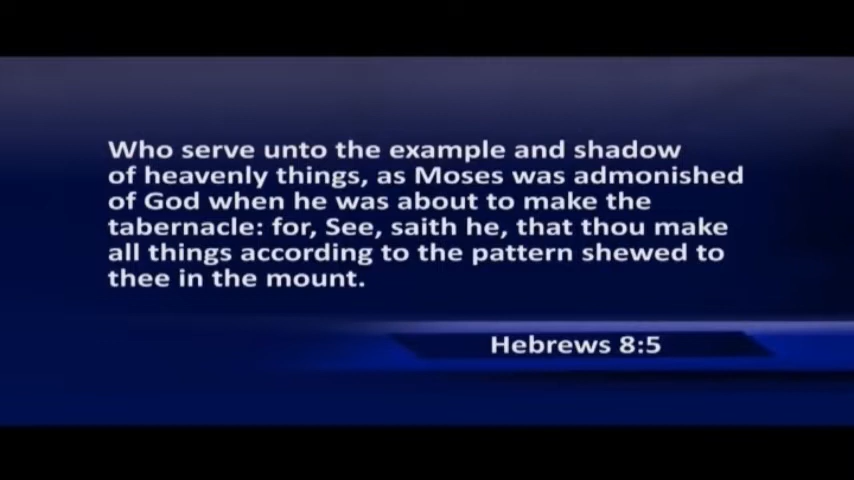 Who serve unto the example and shadow
of heavenly things, as Moses was admonished
of God when he was about to make the
tabernacle: for, See, saith he, that thou make
all things according to the pattern shewed to
thee in the mount.
Hebrews 8:5